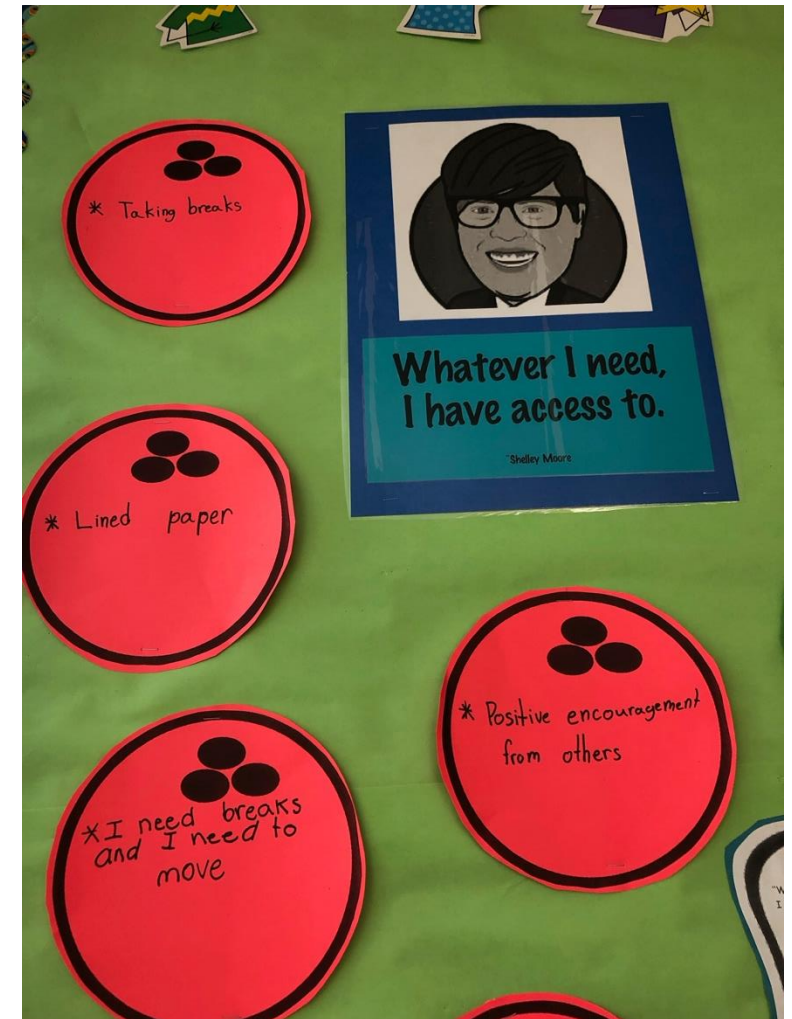 * Taking breaks
Whatever I need,
I have access to.
~Shelley Moore
* Lined paper
* Positive encouragement
from others
*I need breaks
and I need to
move
"W
I